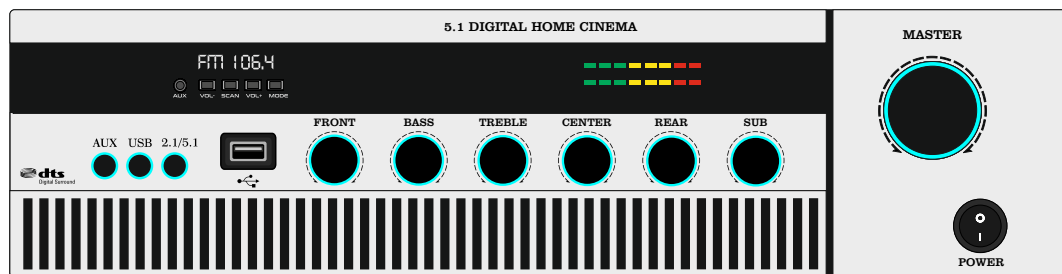 5.1 DIGITAL HOME CINEMA
MASTER
FM 106.4
AUX VOL- SCAN VOL+ MODE
FRONT BASS TREBLE CENTER REAR SUB
AUX USB 2.1/5.1
dts
Digital Surround
POWER